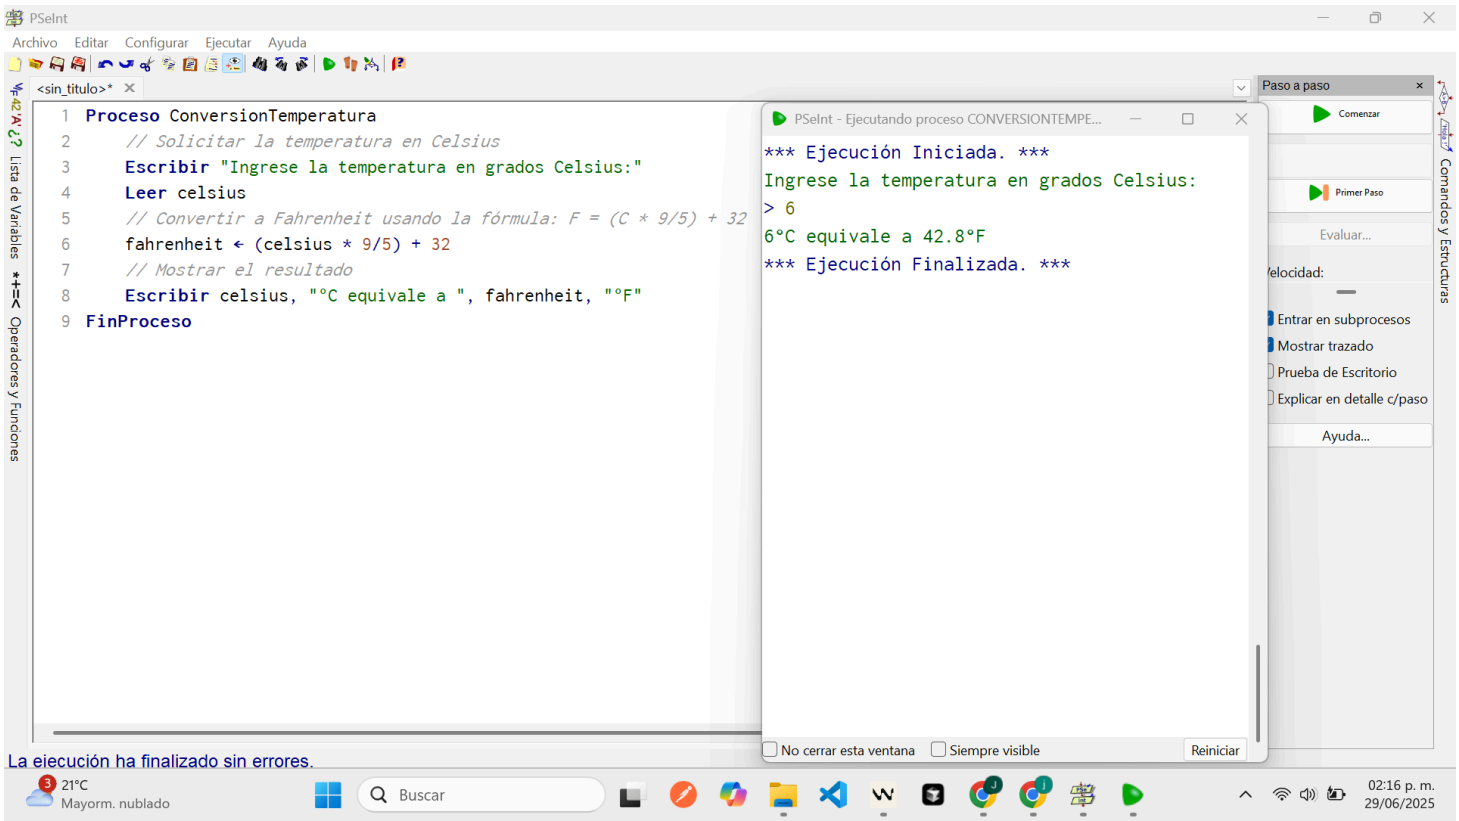 PSeInt
Archivo Editar Configurar Ejecutar Ayuda
<sin_titulo>*
1 Proceso ConversionTemperatura
2 // Solicitar la temperatura en Celsius
3 Escribir "Ingrese la temperatura en grados Celsius:"
4 Leer celsius
5 // Convertir a Fahrenheit usando la fórmula: F = (C * 9/5) + 32
6 fahrenheit ← (celsius * 9/5) + 32
7 // Mostrar el resultado
8 Escribir celsius, "°C equivale a ", fahrenheit, "°F"
9 FinProceso
Lista de Variables
*+=<
Operadores y Funciones
PSeInt - Ejecutando proceso CONVERSIONTEMPE...
*** Ejecución Iniciada. ***
Ingrese la temperatura en grados Celsius:
> 6
6°C equivale a 42.8°F
*** Ejecución Finalizada. ***
No cerrar esta ventana
Siempre visible
Reiniciar
Paso a paso
Comenzar
Primer Paso
Evaluar...
Velocidad:
Entrar en subprocesos
Mostrar trazado
Prueba de Escritorio
Explicar en detalle c/paso
Ayuda...
Comandos y Estructuras
La ejecución ha finalizado sin errores.
3
21°C
Mayorm. nublado
Buscar
02:16 p. m.
29/06/2025